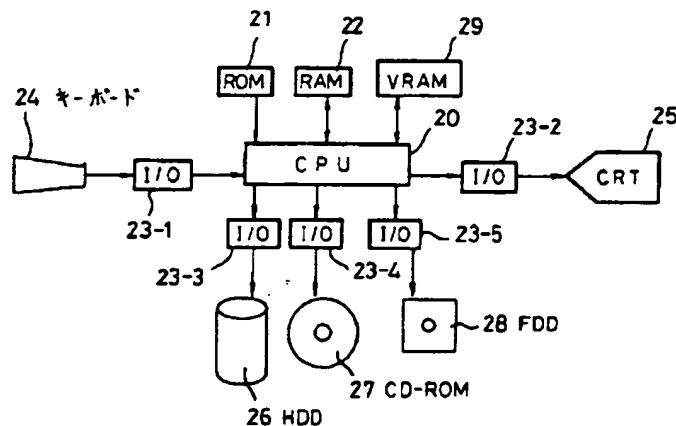 21
22
29
ROM
RAM
VRAM
24 キーボード
20
23-2
25
I/O
CPU
I/O
CRT
23-1
I/O
I/O
I/O
23-5
23-3
23-4
28 FDD
27 CD-ROM
26 HDD